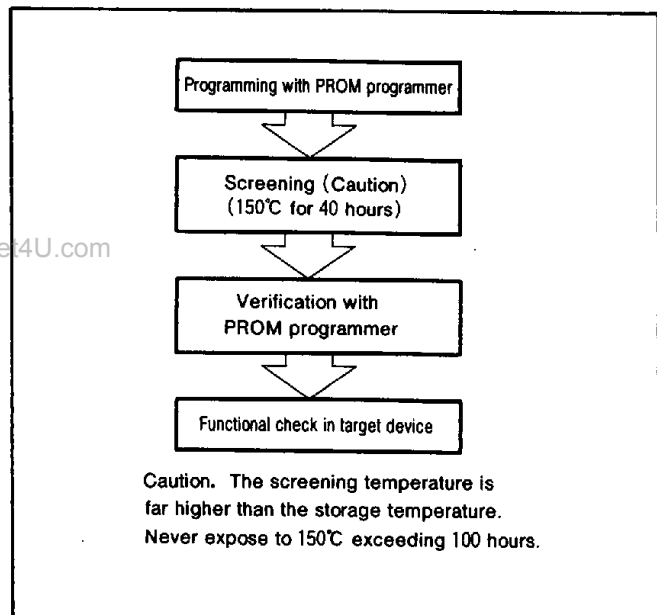 Programming with PROM programmer
Screening (Caution)
(150℃ for 40 hours)
et4U.com
Verification with
PROM programmer
Functional check in target device
Caution. The screening temperature is
far higher than the storage temperature.
Never expose to 150℃ exceeding 100 hours.